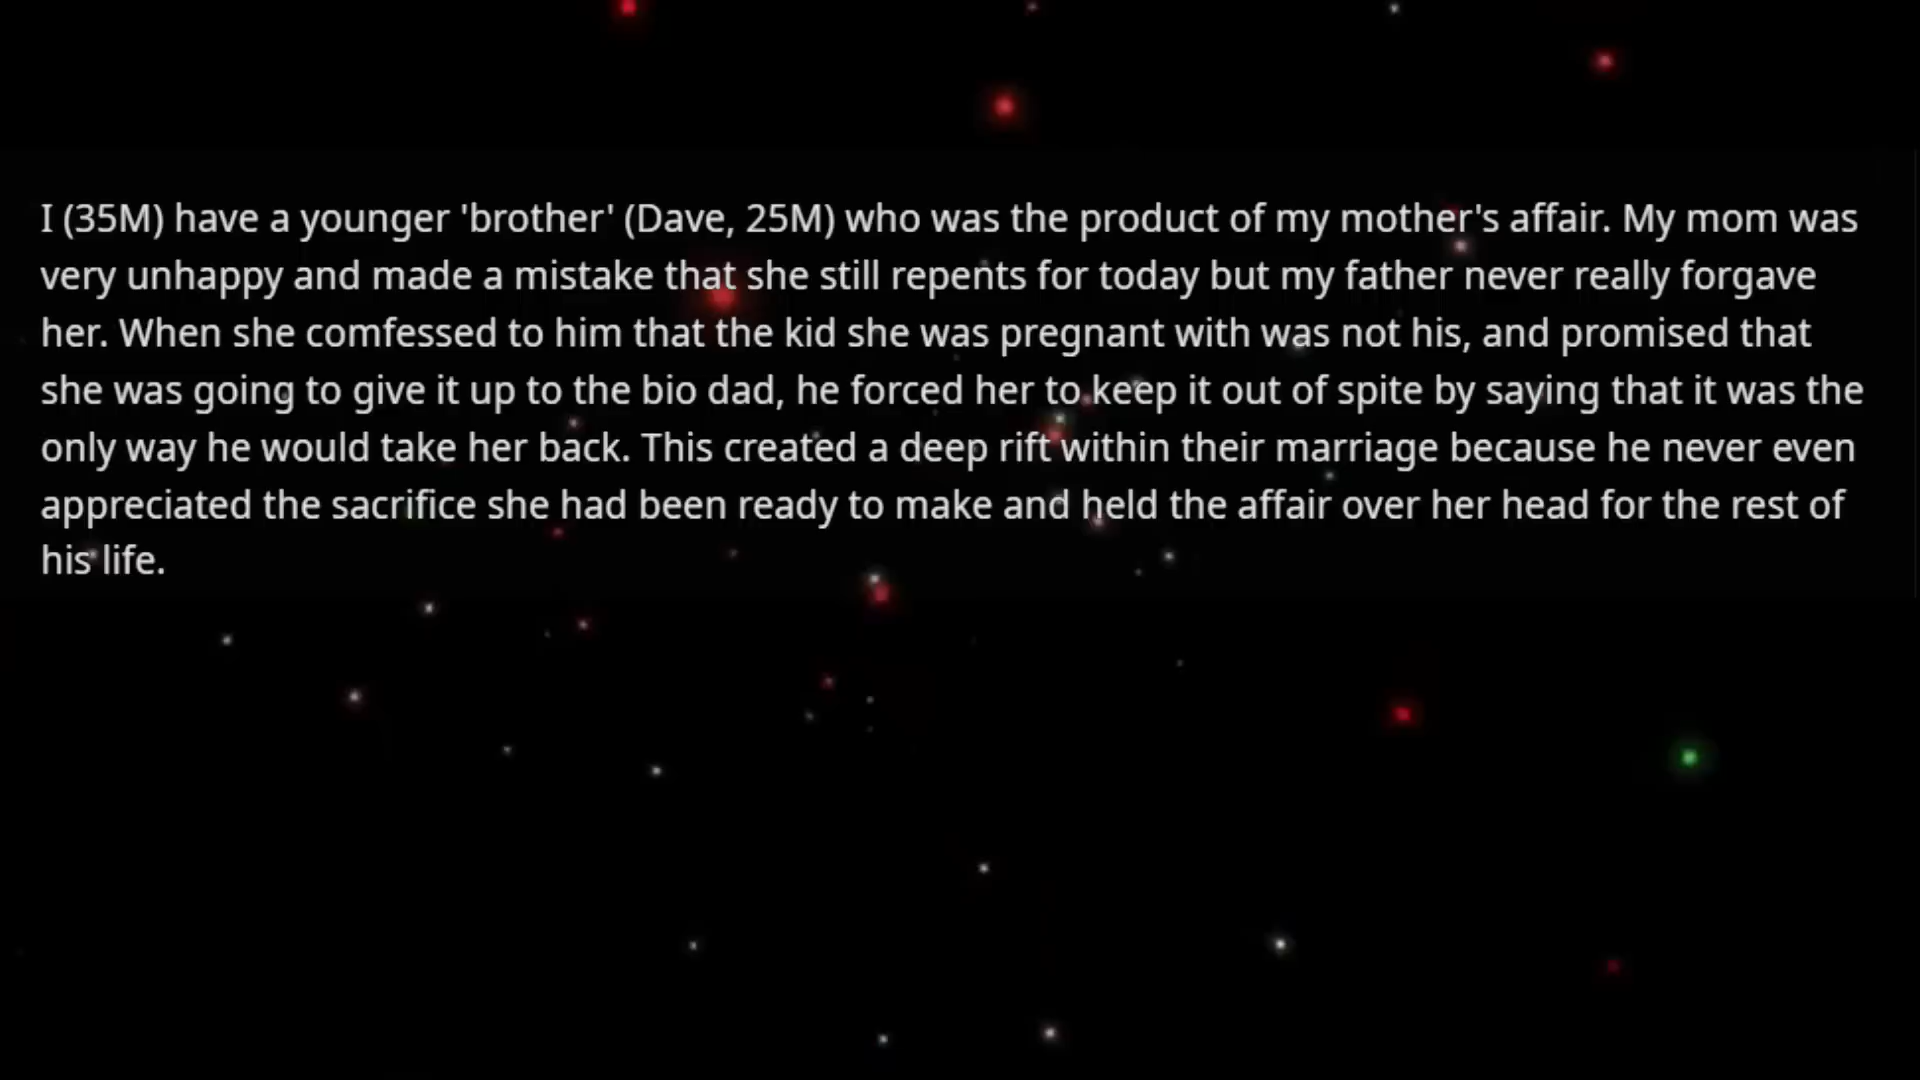 I (35M) have a younger 'brother' (Dave, 25M) who was the product of my mother's affair. My mom was
very unhappy and made a mistake that she still repents for today but my father never really forgave
her. When she comfessed to him that the kid she was pregnant with was not his, and promised that
she was going to give it up to the bio dad, he forced her to keep it out of spite by saying that it was the
only way he would take her back. This created a deep rift within their marriage because he never even
appreciated the sacrifice she had been ready to make and held the affair over her head for the rest of
his life.